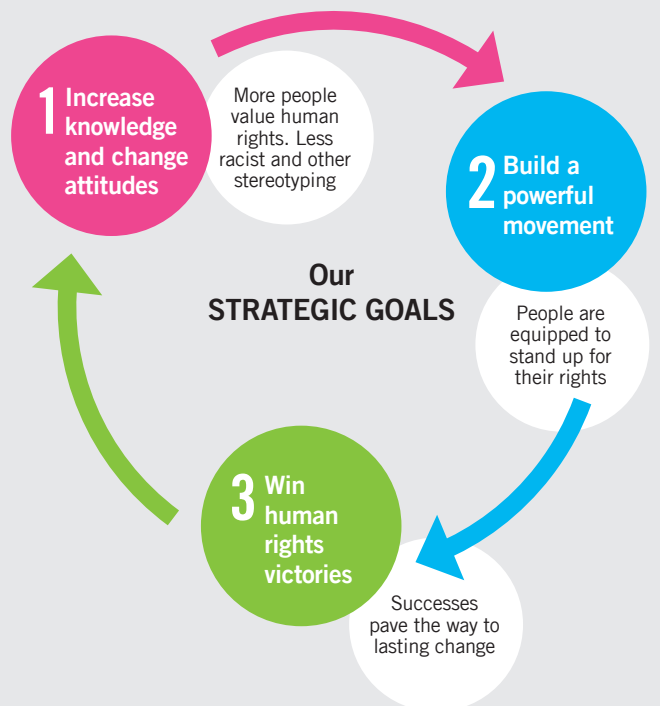 1 Increase
knowledge
and change
attitudes
More people
value human
rights. Less
racist and other
stereotyping
2 Build a
powerful
movement
People are
equipped to
stand up for
their rights
Our
STRATEGIC GOALS
3 Win
human
rights
victories
Successes
pave the way to
lasting change